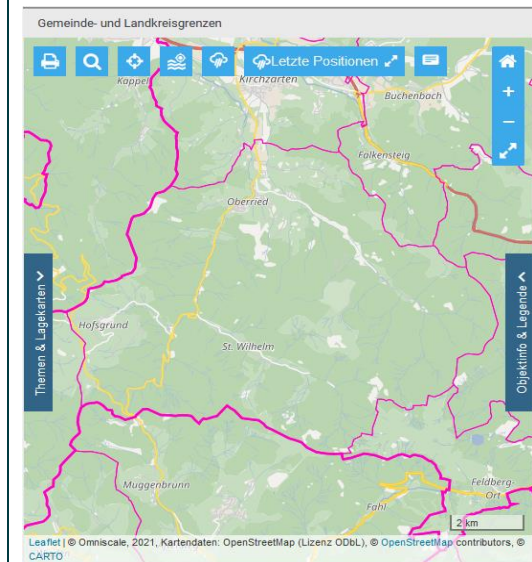 Gemeinde- und Landkreisgrenzen
Letzte Positionen
Kappel
Kirchzarten
Buchenbach
+
−
Falkensteig
Oberried
Themen & Lagekarten
Objektinfo & Legende
Hofsgrund
St. Wilhelm
Muggenbrunn
Fahl
Feldberg-
Ort
2 km
Leaflet | © Omniscale, 2021, Kartendaten: OpenStreetMap (Lizenz ODbL), © OpenStreetMap contributors, ©
CARTO